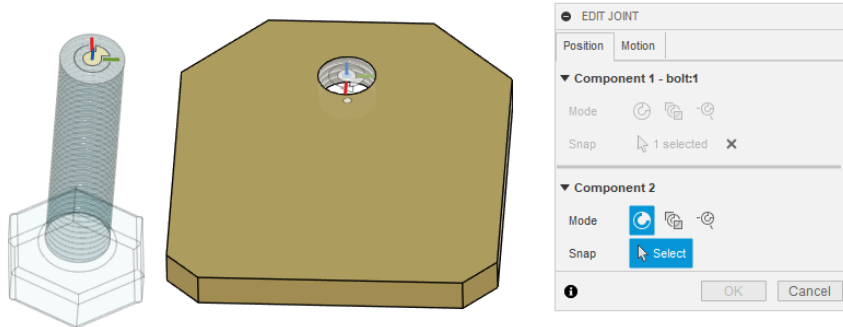 EDIT JOINT
Position Motion
Component 1 - bolt:1
Mode
Snap 1 selected
Component 2
Mode
Snap Select
OK Cancel